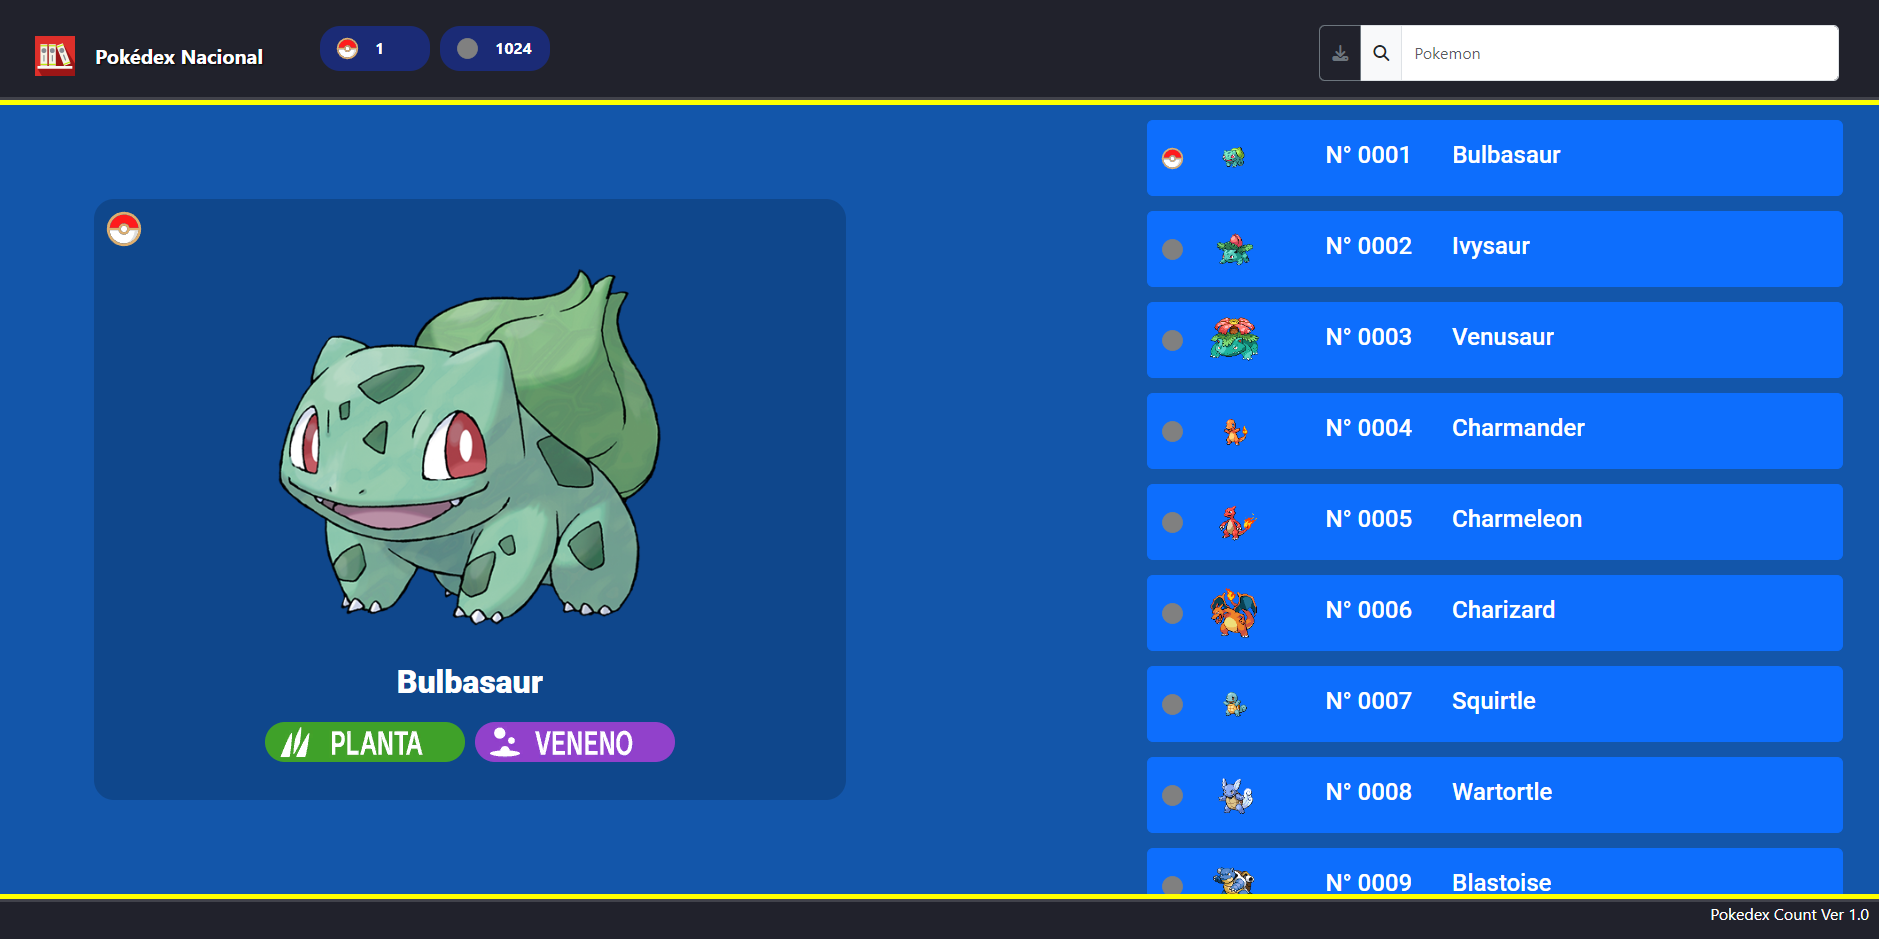 Pokédex Nacional
1
1024
Pokemon
Bulbasaur
PLANTA
VENENO
N° 0001 Bulbasaur
N° 0002 Ivysaur
N° 0003 Venusaur
N° 0004 Charmander
N° 0005 Charmeleon
N° 0006 Charizard
N° 0007 Squirtle
N° 0008 Wartortle
N° 0009 Blastoise
Pokedex Count Ver 1.0